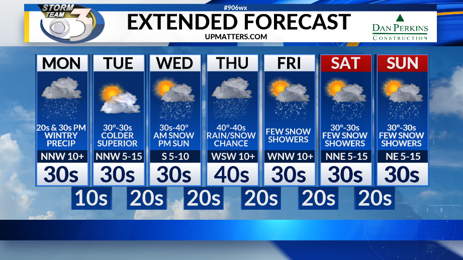 #906wx
STORM
TEAM
3
EXTENDED FORECAST
UPMATTERS.COM
DAN PERKINS
CONSTRUCTION
MON
TUE
WED
THU
FRI
SAT
SUN
20s & 30s PM
WINTRY
PRECIP
30°-30s
COLDER
SUPERIOR
30s-40°
AM SNOW
PM SUN
40°-40s
RAIN/SNOW
CHANCE
FEW SNOW
SHOWERS
30°-30s
FEW SNOW
SHOWERS
30°-30s
FEW SNOW
SHOWERS
NNW 10+
NNW 5-15
S 5-10
WSW 10+
WNW 10+
NNE 5-15
NE 5-15
30s
30s
30s
40s
30s
30s
30s
10s
20s
20s
20s
20s
20s